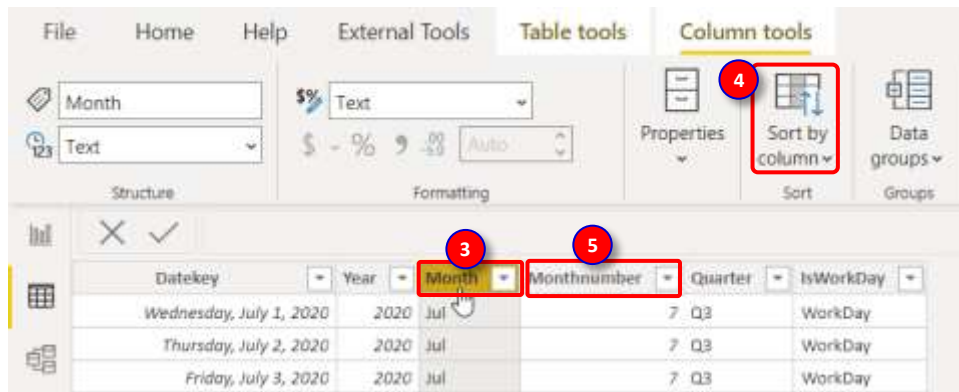 File Home Help External Tools Table tools Column tools
4
Month $% Text
123 Text $ - % 9 .00 Auto Properties Sort by column Data groups
Structure Formatting Sort Groups
3 5
Datekey Year Month Monthnumber Quarter IsWorkDay
Wednesday, July 1, 2020 2020 Jul 7 Q3 WorkDay
Thursday, July 2, 2020 2020 Jul 7 Q3 WorkDay
Friday, July 3, 2020 2020 Jul 7 Q3 WorkDay